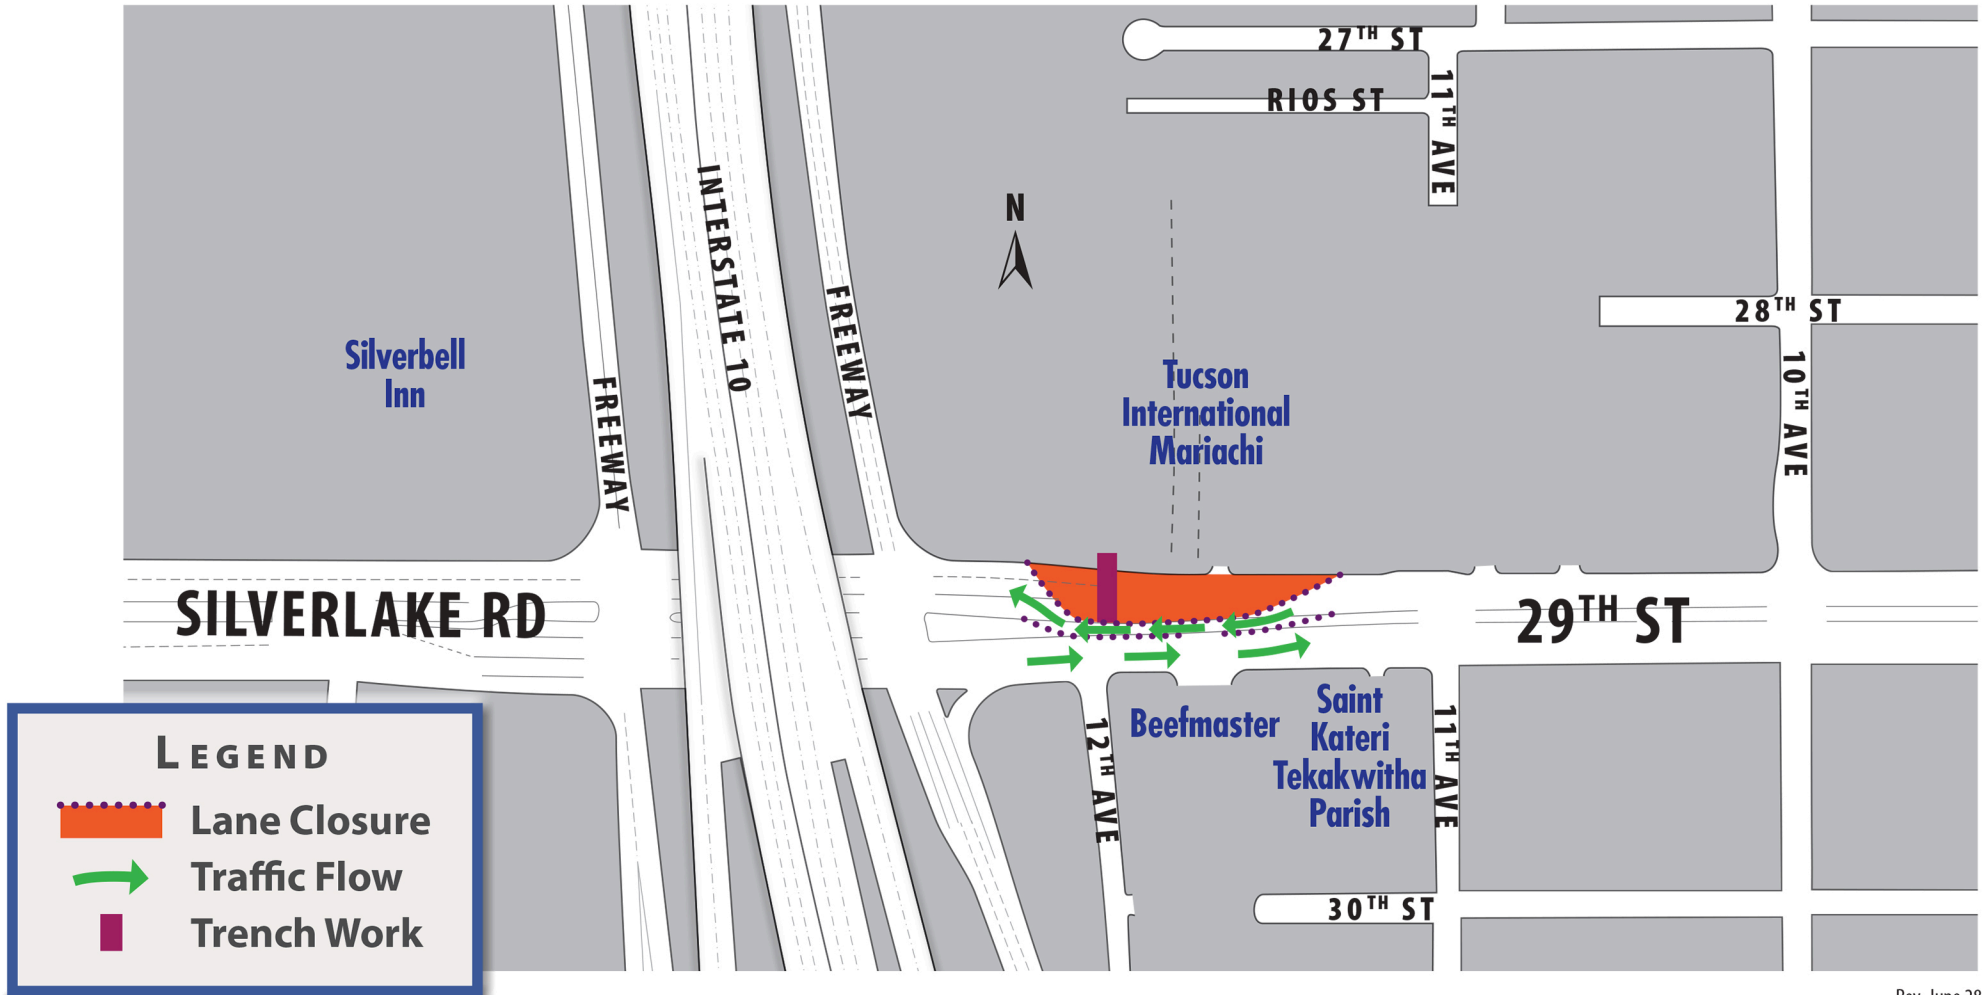 27TH ST
RIOS ST
11TH AVE
INTERSTATE 10
N
FREEWAY
28TH ST
Silverbell
Inn
FREEWAY
Tucson
International
Mariachi
10TH AVE
SILVERLAKE RD
29TH ST
12TH AVE
Beefmaster
Saint
Kateri
Tekakwitha
Parish
11TH AVE
30TH ST
LEGEND
Lane Closure
Traffic Flow
Trench Work